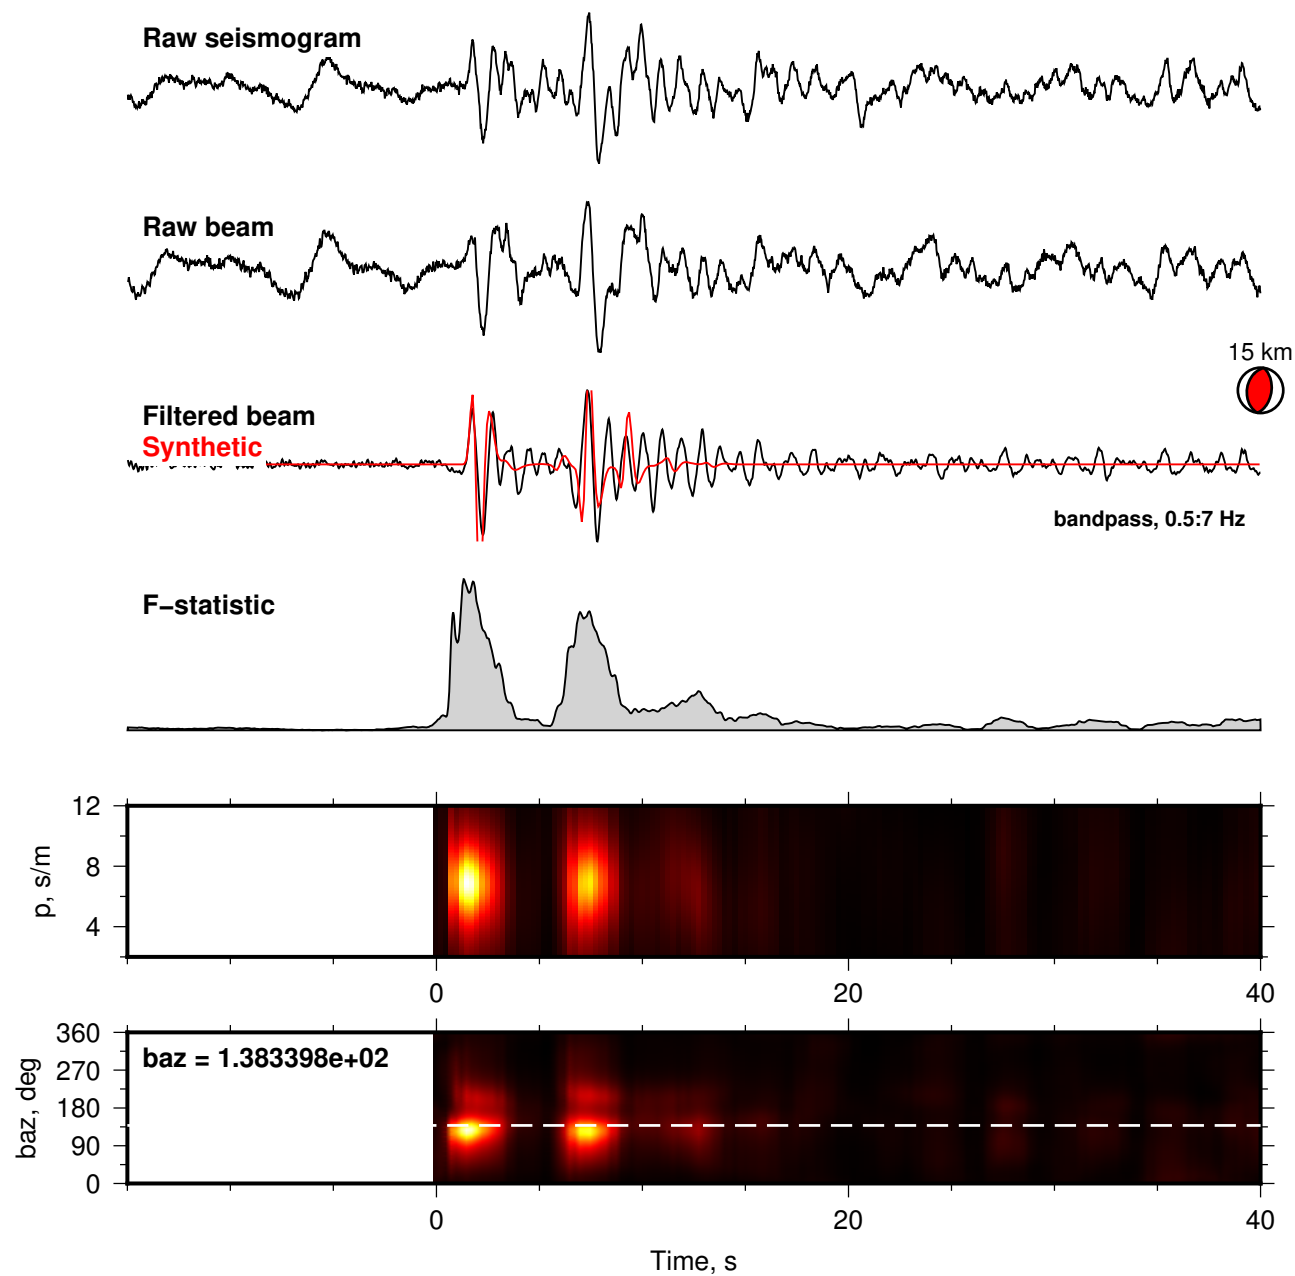 Raw seismogram
Raw beam
15 km
Filtered beam
Synthetic
bandpass, 0.5:7 Hz
F−statistic
12
8
4
p, s/m
0 20 40
360
270
180
90
0
baz, deg
baz = 1.383398e+02
0 20 40
Time, s